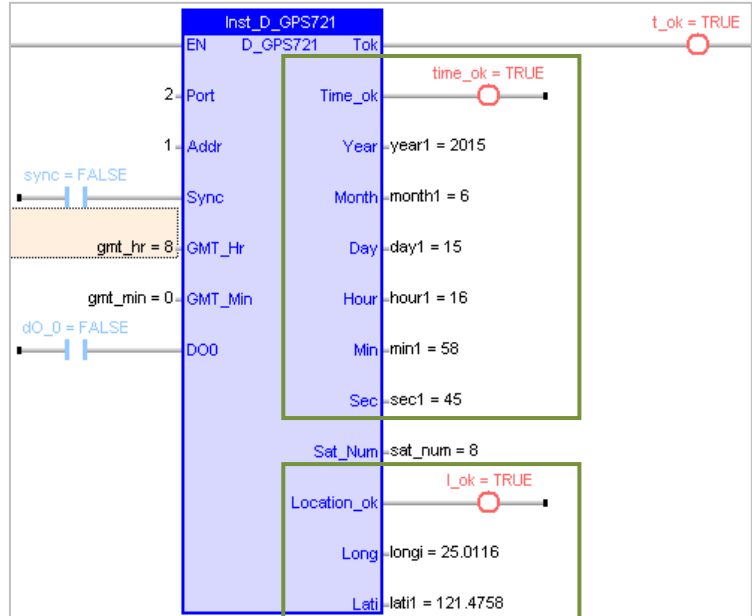 Inst_D_GPS721
t_ok = TRUE
EN D_GPS721 Tok
time_ok = TRUE
2 Port Time_ok
1 Addr Year year1 = 2015
sync = FALSE
Sync Month month1 = 6
gmt_hr = 8 GMT_Hr Day day1 = 15
gmt_min = 0 GMT_Min Hour hour1 = 16
dO_0 = FALSE
DO0 Min min1 = 58
Sec sec1 = 45
Sat_Num sat_num = 8
l_ok = TRUE
Location_ok
Long longi = 25.0116
Lati lati1 = 121.4758